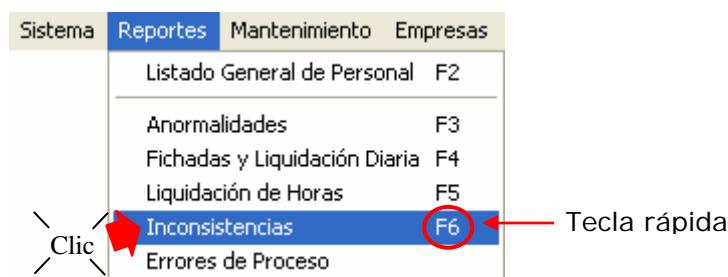 Sistema Reportes Mantenimiento Empresas
Listado General de Personal F2
Anormalidades F3
Fichadas y Liquidación Diaria F4
Liquidación de Horas F5
Inconsistencias F6
Tecla rápida
Clic
Errores de Proceso